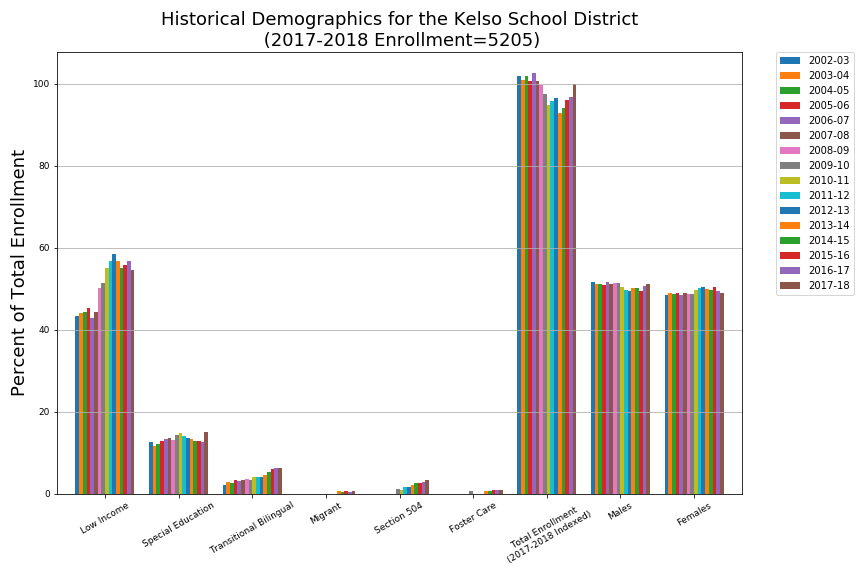 Historical Demographics for the Kelso School District
(2017-2018 Enrollment=5205)
Percent of Total Enrollment
100
80
60
40
20
0
Low Income
Special Education
Transitional Bilingual
Migrant
Section 504
Foster Care
Total Enrollment
(2017-2018 Indexed)
Males
Females
2002-03
2003-04
2004-05
2005-06
2006-07
2007-08
2008-09
2009-10
2010-11
2011-12
2012-13
2013-14
2014-15
2015-16
2016-17
2017-18